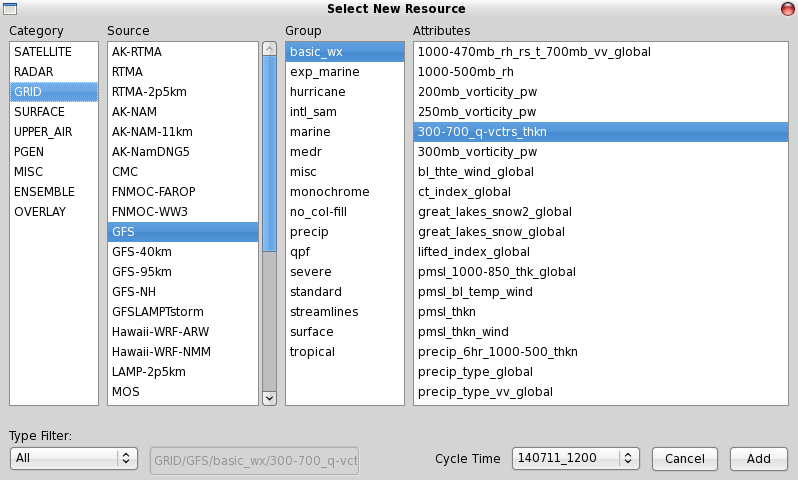 Select New Resource
Category
SATELLITE
RADAR
GRID
SURFACE
UPPER_AIR
PGEN
MISC
ENSEMBLE
OVERLAY
Source
AK-RTMA
RTMA
RTMA-2p5km
AK-NAM
AK-NAM-11km
AK-NamDNG5
CMC
FNMOC-FAROP
FNMOC-WW3
GFS
GFS-40km
GFS-95km
GFS-NH
GFSLAMPTstorm
Hawaii-WRF-ARW
Hawaii-WRF-NMM
LAMP-2p5km
MOS
Group
basic_wx
exp_marine
hurricane
intl_sam
marine
medr
misc
monochrome
no_col-fill
precip
qpf
severe
standard
streamlines
surface
tropical
Attributes
1000-470mb_rh_rs_t_700mb_vv_global
1000-500mb_rh
200mb_vorticity_pw
250mb_vorticity_pw
300-700_q-vctrs_thkn
300mb_vorticity_pw
bl_thte_wind_global
ct_index_global
great_lakes_snow2_global
great_lakes_snow_global
lifted_index_global
pmsl_1000-850_thk_global
pmsl_bl_temp_wind
pmsl_thkn
pmsl_thkn_wind
precip_6hr_1000-500_thkn
precip_type_global
precip_type_vv_global
Type Filter:
All
GRID/GFS/basic_wx/300-700_q-vct
Cycle Time
140711_1200
Cancel
Add